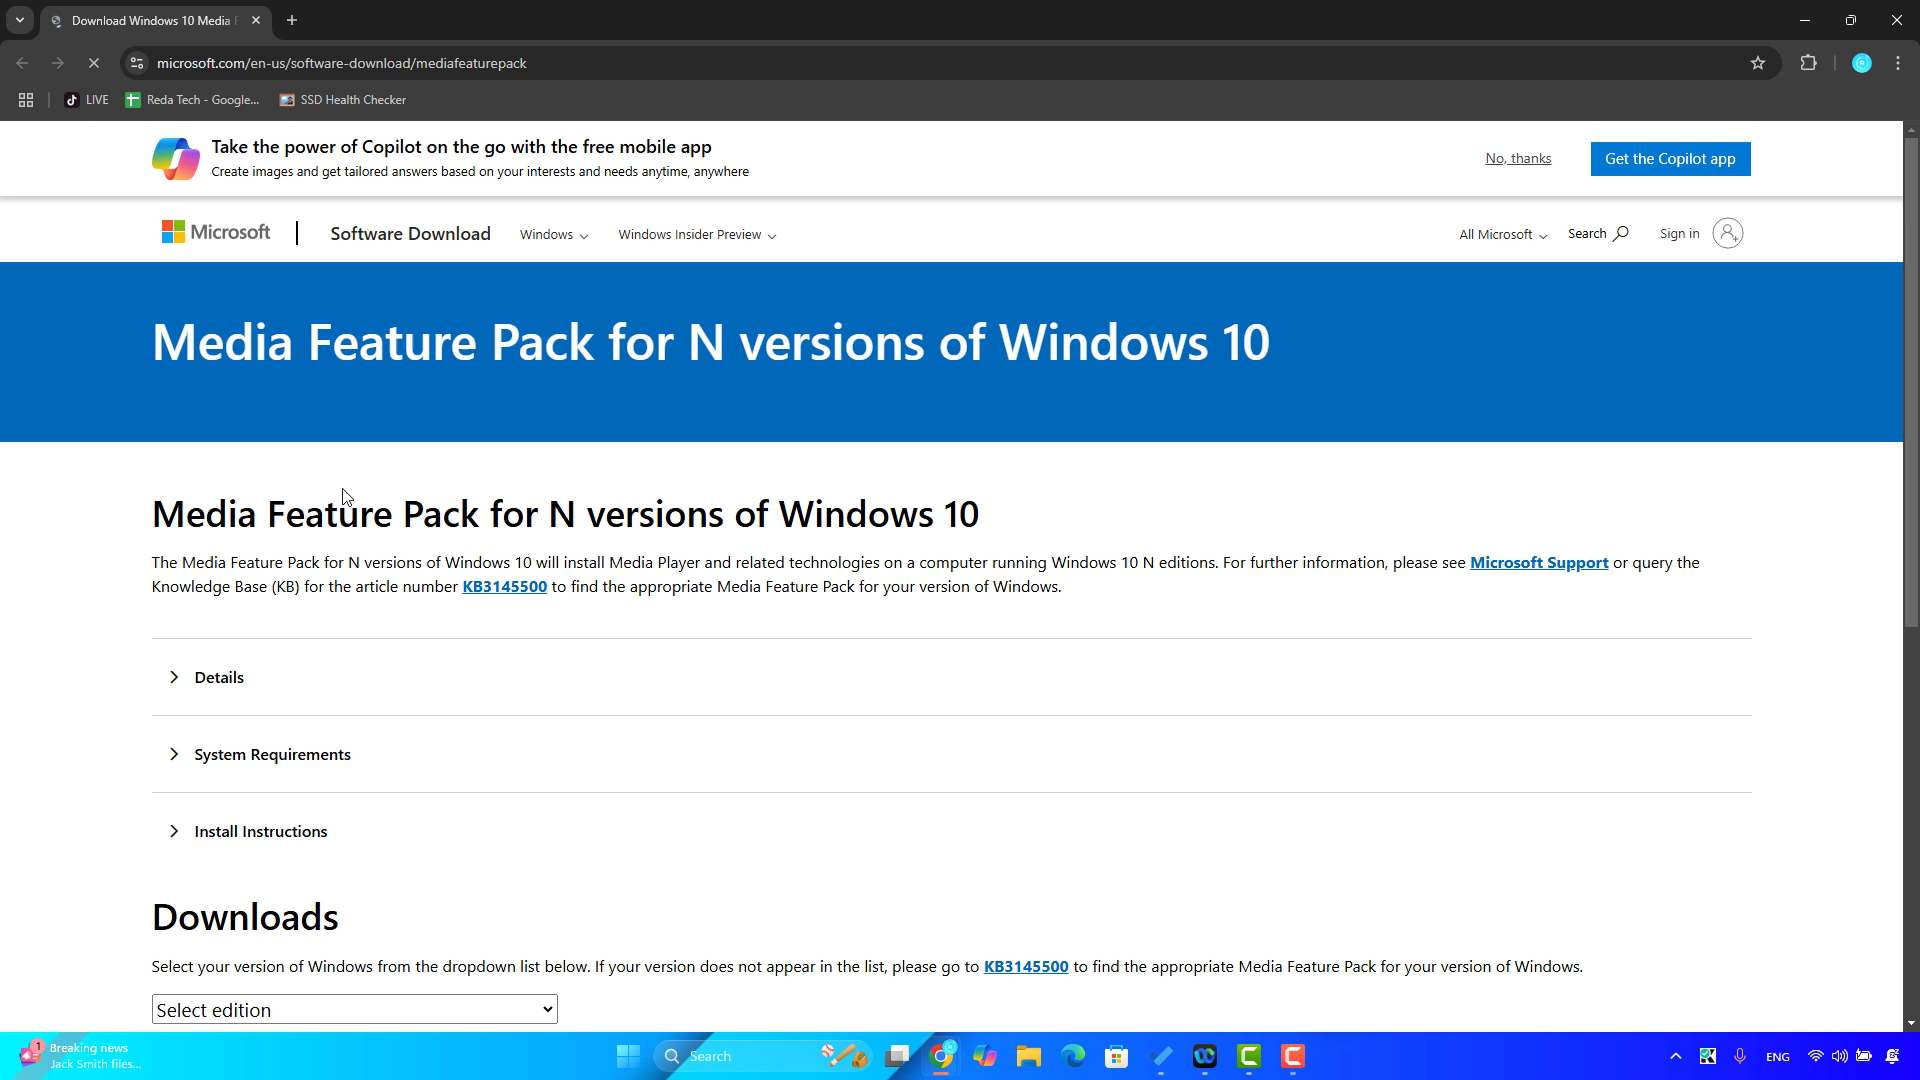 Download Windows 10 Media F
microsoft.com/en-us/software-download/mediafeaturepack
LIVE
Reda Tech - Google...
SSD Health Checker
Take the power of Copilot on the go with the free mobile app
Create images and get tailored answers based on your interests and needs anytime, anywhere
No, thanks
Get the Copilot app
Microsoft
Software Download
Windows
Windows Insider Preview
All Microsoft
Search
Sign in
Media Feature Pack for N versions of Windows 10
Media Feature Pack for N versions of Windows 10
The Media Feature Pack for N versions of Windows 10 will install Media Player and related technologies on a computer running Windows 10 N editions. For further information, please see Microsoft Support or query the
Knowledge Base (KB) for the article number KB3145500 to find the appropriate Media Feature Pack for your version of Windows.
Details
System Requirements
Install Instructions
Downloads
Select your version of Windows from the dropdown list below. If your version does not appear in the list, please go to KB3145500 to find the appropriate Media Feature Pack for your version of Windows.
Select edition
1
Breaking news
Jack Smith files...
Search
ENG